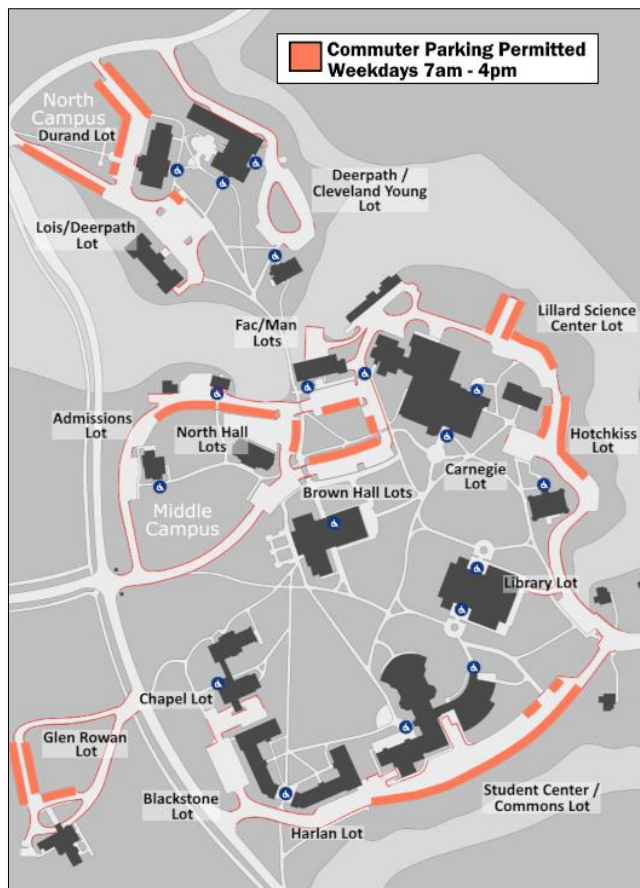 Commuter Parking Permitted
Weekdays 7am - 4pm
North
Campus
Durand Lot
Deerpath /
Cleveland Young
Lot
Lois/Deerpath
Lot
Fac/Man
Lots
Lillard Science
Center Lot
Admissions
Lot
North Hall
Lots
Hotchkiss
Lot
Carnegie
Lot
Brown Hall Lots
Middle
Campus
Library Lot
Chapel Lot
Glen Rowan
Lot
Blackstone
Lot
Harlan Lot
Student Center /
Commons Lot